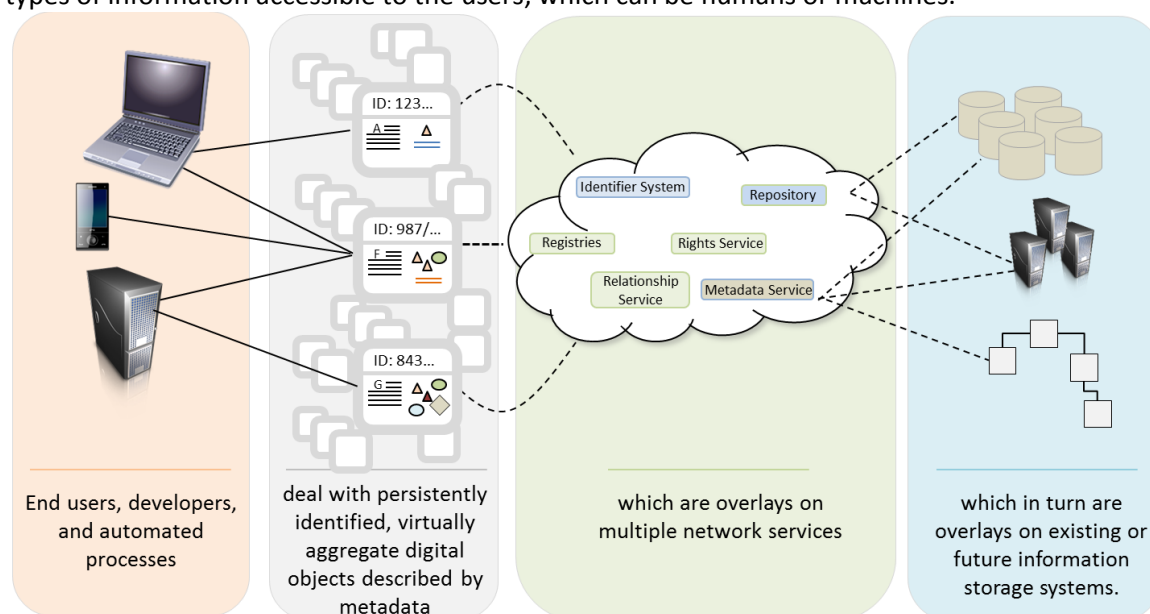 types of information accessible to the users, which can be humans or machines.
ID: 123...
A
ID: 987/...
F
ID: 843...
G
Identifier System
Repository
Registries
Rights Service
Relationship
Service
Metadata Service
End users, developers,
and automated
processes
deal with persistently
identified, virtually
aggregate digital
objects described by
metadata
which are overlays on
multiple network services
which in turn are
overlays on existing or
future information
storage systems.